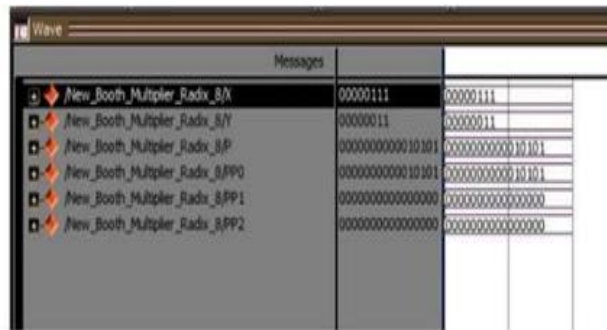 Wave
Messages
/New_Booth_Multiplier_Radix_8/X 00000111 00000111
/New_Booth_Multiplier_Radix_8/Y 00000011 00000011
/New_Booth_Multiplier_Radix_8/P 0000000000010101 0000000000010101
/New_Booth_Multiplier_Radix_8/PP0 0000000000010101 0000000000010101
/New_Booth_Multiplier_Radix_8/PP1 0000000000000000 0000000000000000
/New_Booth_Multiplier_Radix_8/PP2 0000000000000000 0000000000000000